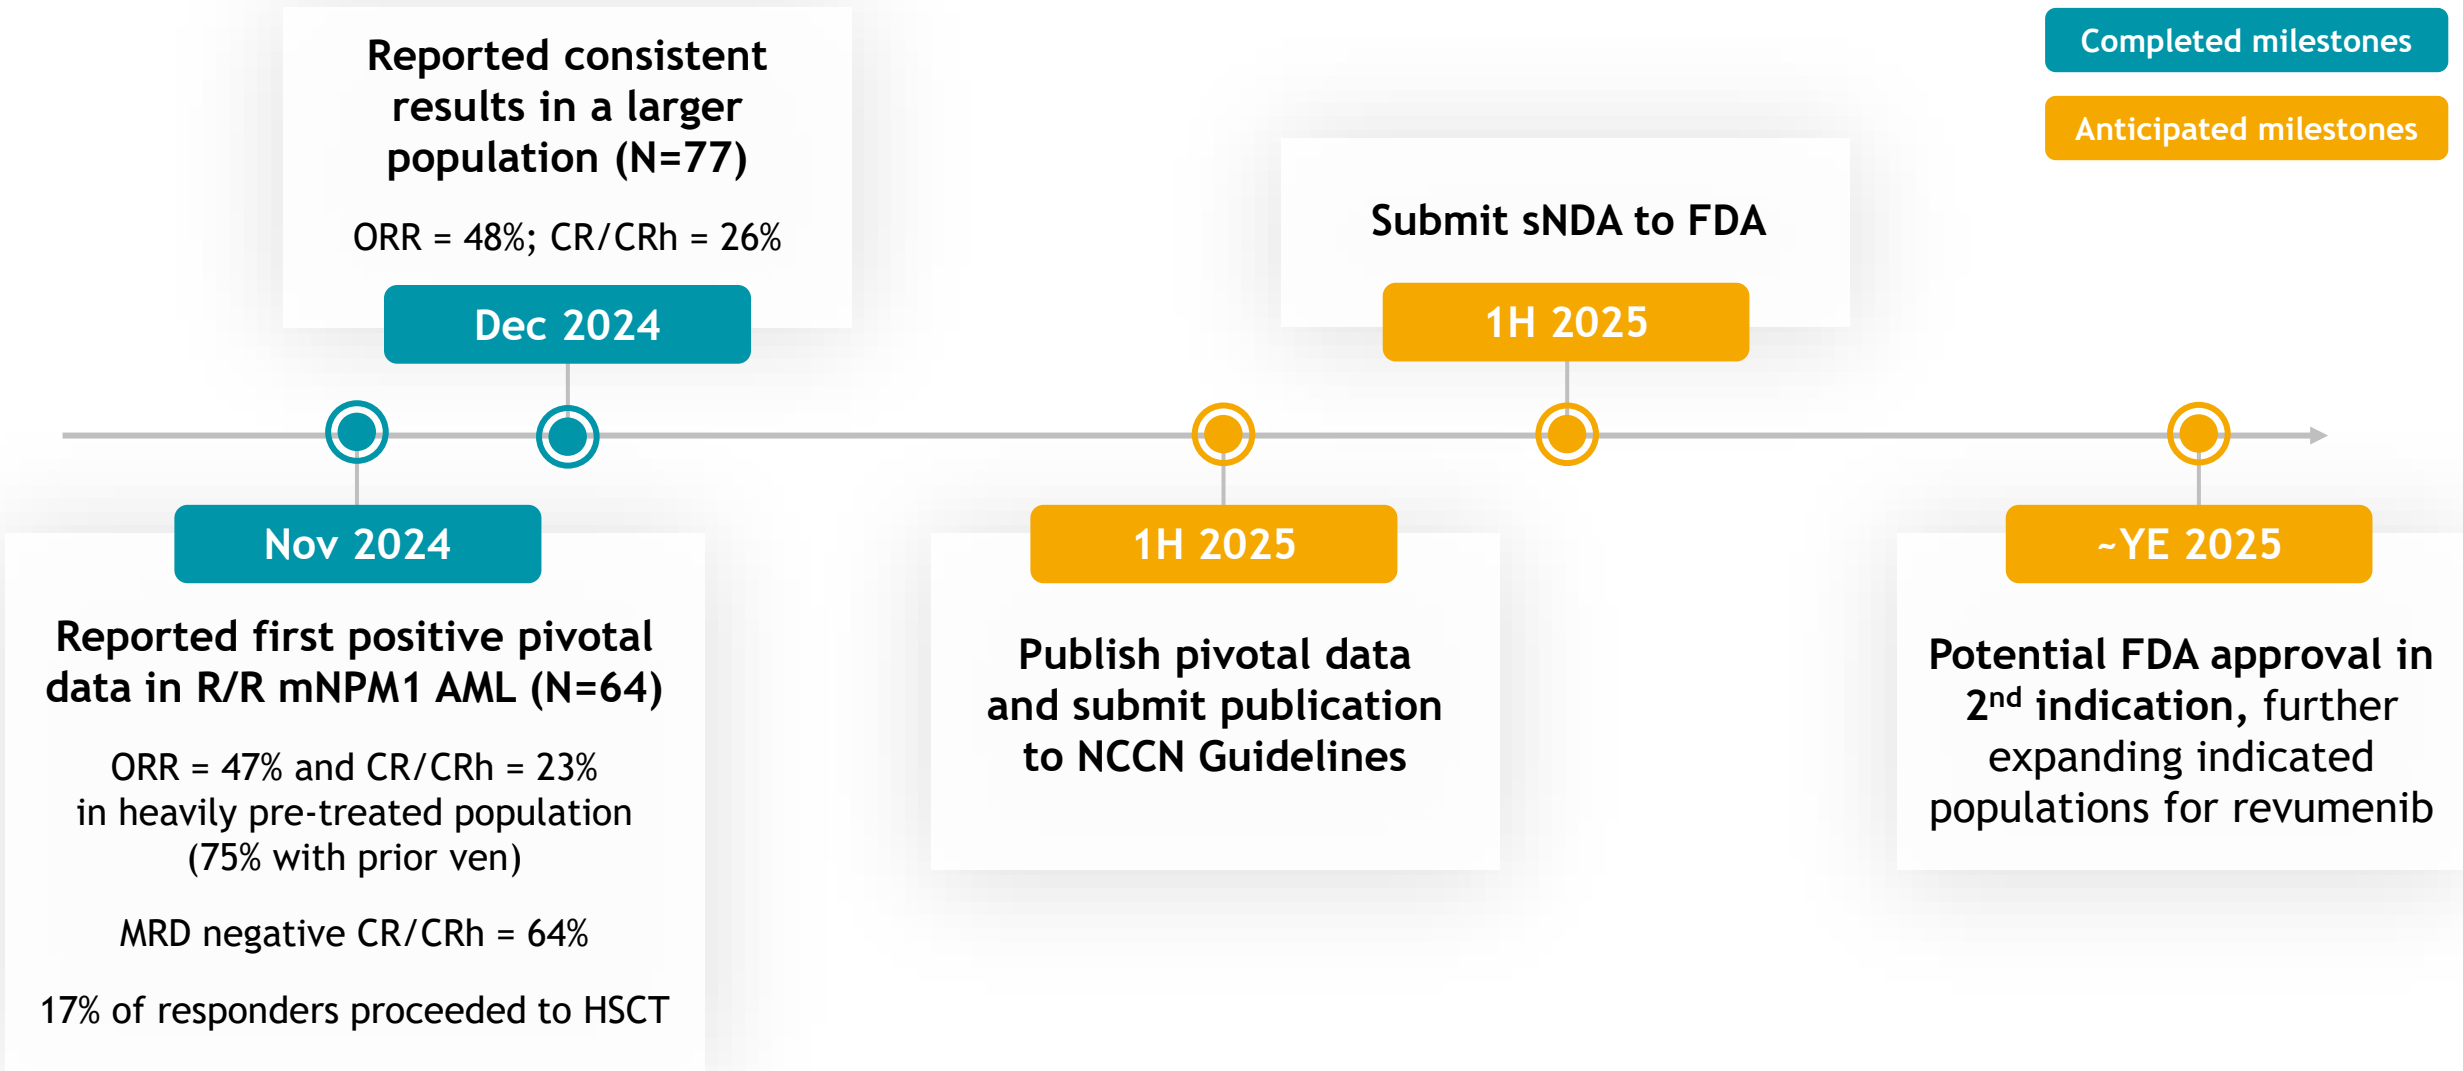 Completed milestones
Anticipated milestones
Reported consistent
results in a larger
population (N=77)
ORR = 48%; CR/CRh = 26%
Dec 2024
Submit sNDA to FDA
1H 2025
Nov 2024
Reported first positive pivotal
data in R/R mNPM1 AML (N=64)
ORR = 47% and CR/CRh = 23%
in heavily pre-treated population
(75% with prior ven)
MRD negative CR/CRh = 64%
17% of responders proceeded to HSCT
1H 2025
Publish pivotal data
and submit publication
to NCCN Guidelines
~YE 2025
Potential FDA approval in
2nd indication, further
expanding indicated
populations for revumenib